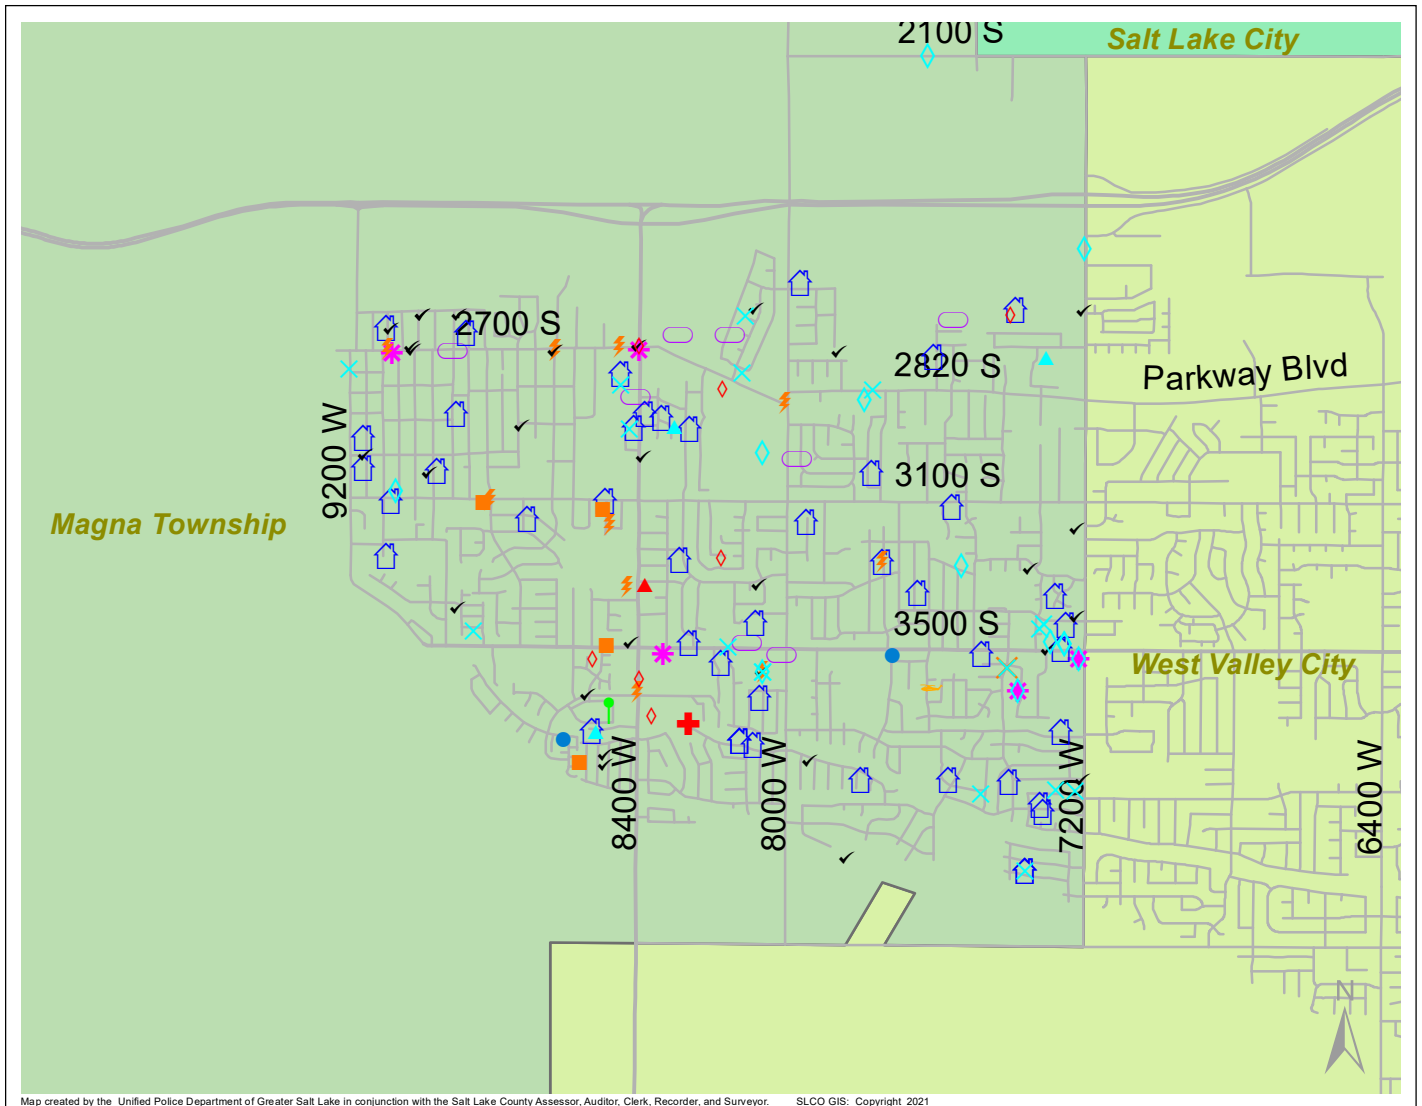 2100 S
Salt Lake City
2700 S
2820 S
Parkway Blvd
9200 W
3100 S
Magna Township
3500 S
West Valley City
8400 W
8000 W
7200 W
6400 W
N
Map created by the Unified Police Department of Greater Salt Lake in conjunction with the Salt Lake County Assessor, Auditor, Clerk, Recorder, and Surveyor. SLCO GIS: Copyright 2021